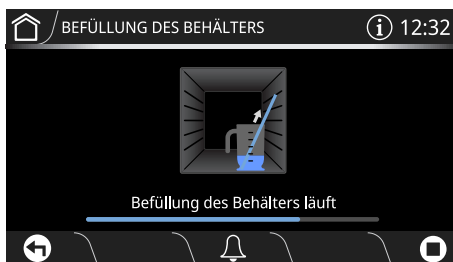 BEFÜLLUNG DES BEHÄLTERS
i 12:32
Befüllung des Behälters läuft